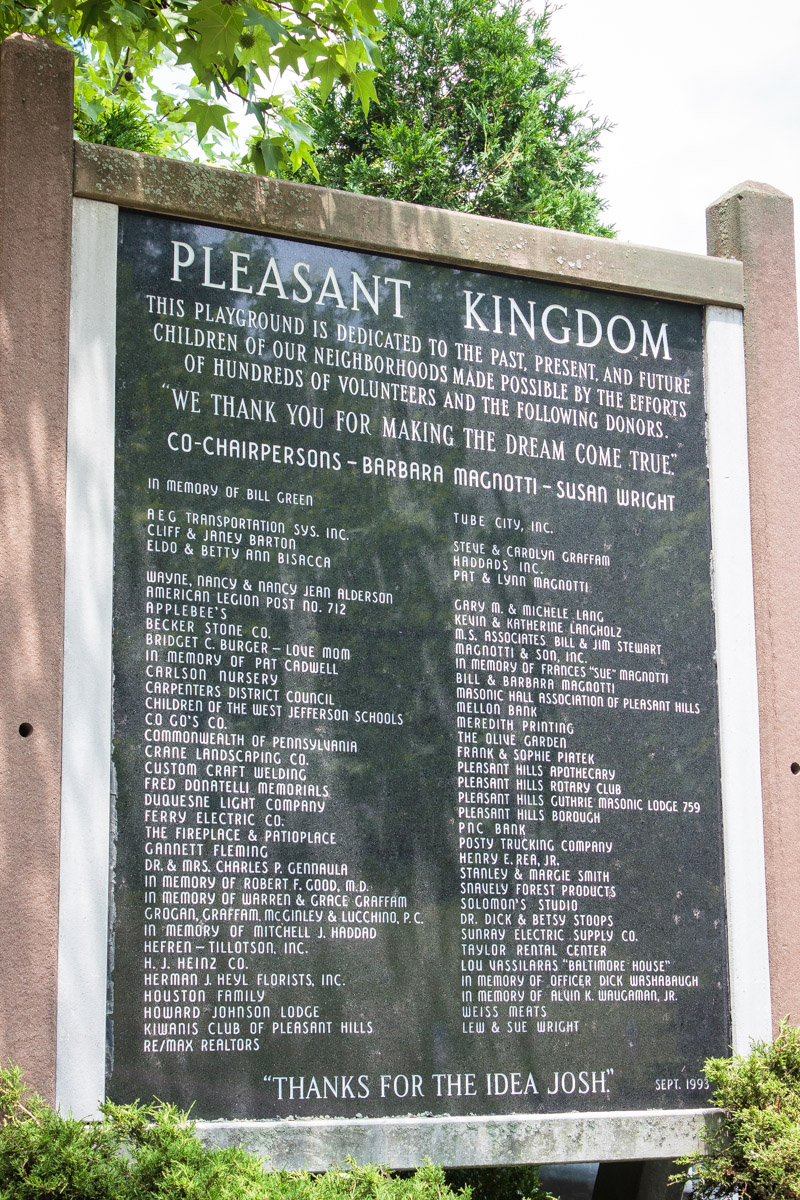 PLEASANT KINGDOM
THIS PLAYGROUND IS DEDICATED TO THE PAST, PRESENT, AND FUTURE
CHILDREN OF OUR NEIGHBORHOODS MADE POSSIBLE BY THE EFFORTS
OF HUNDREDS OF VOLUNTEERS AND THE FOLLOWING DONORS.
"WE THANK YOU FOR MAKING THE DREAM COME TRUE."
CO-CHAIRPERSONS – BARBARA MAGNOTTI – SUSAN WRIGHT
IN MEMORY OF BILL GREEN
AEG TRANSPORTATION SYS. INC.
CLIFF & JANEY BARTON
ELDO & BETTY ANN BISACCA
WAYNE, NANCY & NANCY JEAN ALDERSON
AMERICAN LEGION POST NO. 712
APPLEBEE'S
BECKER STONE CO.
BRIDGET C. BURGER – LOVE MOM
IN MEMORY OF PAT CADWELL
CARLSON NURSERY
CARPENTERS DISTRICT COUNCIL
CHILDREN OF THE WEST JEFFERSON SCHOOLS
CO GO'S CO.
COMMONWEALTH OF PENNSYLVANIA
CRANE LANDSCAPING CO.
CUSTOM CRAFT WELDING
FRED DONATELLI MEMORIALS
DUQUESNE LIGHT COMPANY
FERRY ELECTRIC CO.
THE FIREPLACE & PATIOPLACE
GANNETT FLEMING
DR. & MRS. CHARLES P. GENNAULA
IN MEMORY OF ROBERT F. GOOD, M.D.
IN MEMORY OF WARREN & GRACE GRAFFAM
GROGAN, GRAFFAM, MCGINLEY & LUCCHINO, P.C.
IN MEMORY OF MITCHELL J. HADDAD
HEFREN – TILLOTSON, INC.
H. J. HEINZ CO.
HERMAN J. HEYL FLORISTS, INC.
HOUSTON FAMILY
HOWARD JOHNSON LODGE
KIWANIS CLUB OF PLEASANT HILLS
RE/MAX REALTORS
TUBE CITY, INC.
STEVE & CAROLYN GRAFFAM
HADDADS INC.
PAT & LYNN MAGNOTTI
GARY M. & MICHELE LANG
KEVIN & KATHERINE LANGHOLZ
M.S. ASSOCIATES BILL & JIM STEWART
MAGNOTTI & SON, INC.
IN MEMORY OF FRANCES "SUE" MAGNOTTI
BILL & BARBARA MAGNOTTI
MASONIC HALL ASSOCIATION OF PLEASANT HILLS
MELLON BANK
MEREDITH PRINTING
THE OLIVE GARDEN
FRANK & SOPHIE PIATEK
PLEASANT HILLS APOTHECARY
PLEASANT HILLS ROTARY CLUB
PLEASANT HILLS GUTHRIE MASONIC LODGE 759
PLEASANT HILLS BOROUGH
PNC BANK
POSTY TRUCKING COMPANY
HENRY E. REA, JR.
STANLEY & MARGIE SMITH
SNAVELY FOREST PRODUCTS
SOLOMON'S STUDIO
DR. DICK & BETSY STOOPS
SUNRAY ELECTRIC SUPPLY CO.
TAYLOR RENTAL CENTER
LOU VASSILARAS "BALTIMORE HOUSE"
IN MEMORY OF OFFICER DICK WASHABAUGH
IN MEMORY OF ALVIN K. WAUGAMAN, JR.
WEISS MEATS
LEW & SUE WRIGHT
"THANKS FOR THE IDEA JOSH."
SEPT. 1993